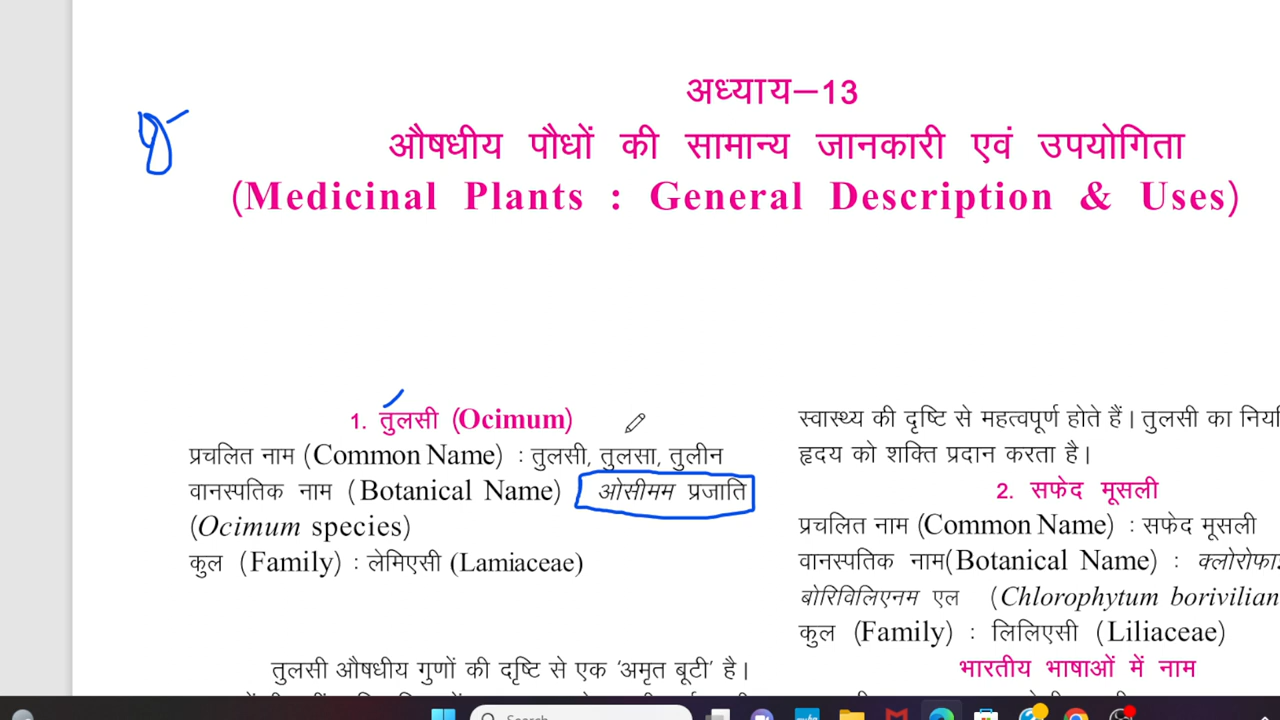 अध्याय–13
औषधीय पौधों की सामान्य जानकारी एवं उपयोगिता
(Medicinal Plants : General Description & Uses)
1. तुलसी (Ocimum)
प्रचलित नाम (Common Name) : तुलसी, तुलसा, तुलीन
वानस्पतिक नाम (Botanical Name) ओसीमम प्रजाति
(Ocimum species)
कुल (Family) : लेमिएसी (Lamiaceae)
तुलसी औषधीय गुणों की दृष्टि से एक ‘अमृत बूटी’ है।
स्वास्थ्य की दृष्टि से महत्वपूर्ण होते हैं। तुलसी का
हृदय को शक्ति प्रदान करता है।
2. सफेद मूसली
प्रचलित नाम (Common Name) : सफेद मूसली
वानस्पतिक नाम(Botanical Name) :
बोरिविलिएनम एल (Chlorophytum
कुल (Family) : लिलिएसी (Liliaceae)
भारतीय भाषाओं में नाम
Search